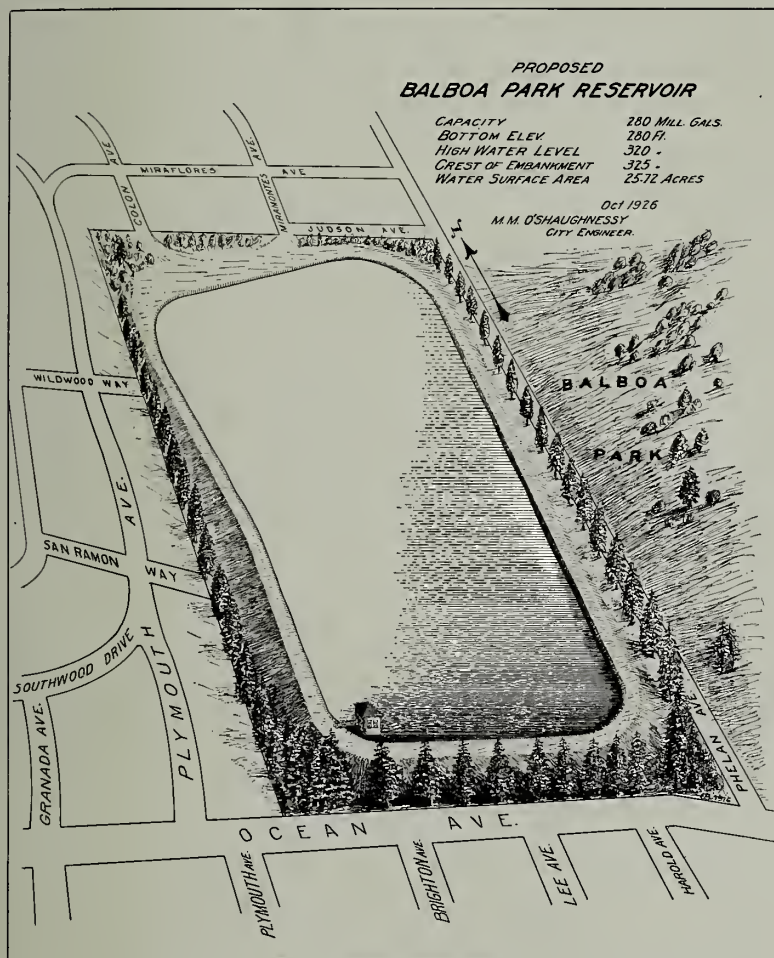 PROPOSED
BALBOA PARK RESERVOIR
CAPACITY 280 MILL. GALS.
BOTTOM ELEV. 280 Ft.
HIGH WATER LEVEL 320 "
CREST OF EMBANKMENT 325 "
WATER SURFACE AREA 25.72 ACRES
Oct 1926
M. M. O'SHAUGHNESSY
CITY ENGINEER.
COLON AVE
MIRAFLORES AVE
MIRAMONTES AVE.
JUDSON AVE.
BALBOA
PARK
WILDWOOD WAY
SAN RAMON WAY
PLYMOUTH AVE.
SOUTHWOOD DRIVE
GRANADA AVE.
PHELAN AVE.
OCEAN AVE.
PLYMOUTH AVE.
BRIGHTON AVE.
LEE AVE.
HAROLD AVE.